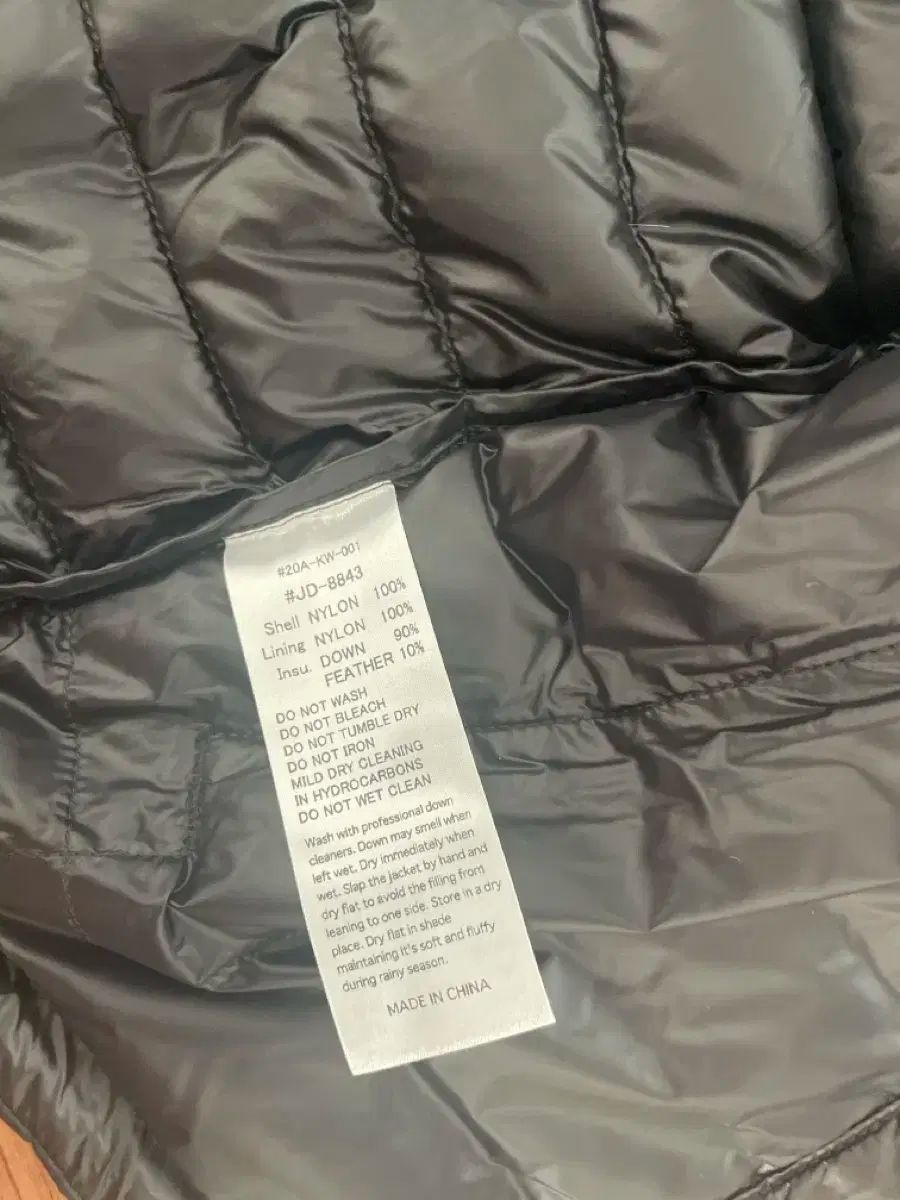 #20A-KW-001
#JD-8843
Shell NYLON 100%
Lining NYLON 100%
Insu. DOWN 90%
FEATHER 10%
DO NOT WASH
DO NOT BLEACH
DO NOT TUMBLE DRY
DO NOT IRON
MILD DRY CLEANING
IN HYDROCARBONS
DO NOT WET CLEAN
Wash with professional down
cleaners. Down may smell when
left wet. Dry immediately when
wet. Slap the jacket by hand and
dry flat to avoid the filling from
leaning to one side. Store in a dry
place. Dry flat in shade
maintaining it's soft and fluffy
during rainy season.
MADE IN CHINA